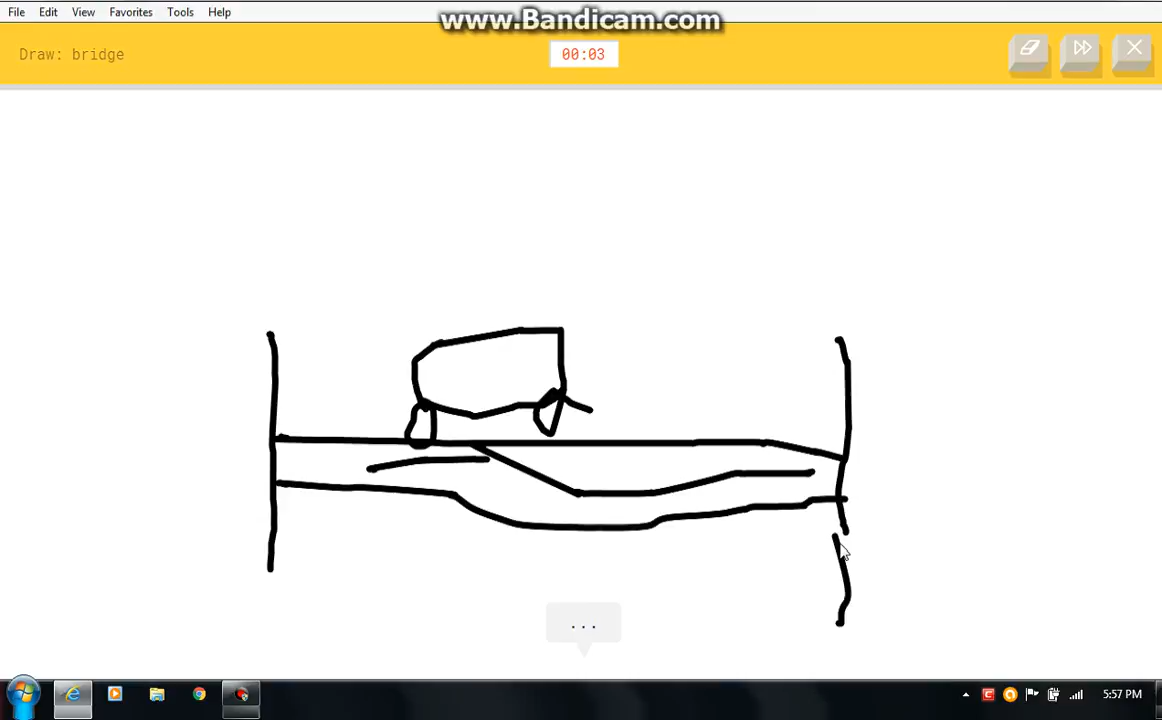 File Edit View Favorites Tools Help
www.Bandicam.com
Draw: bridge
00:03
...
5:57 PM